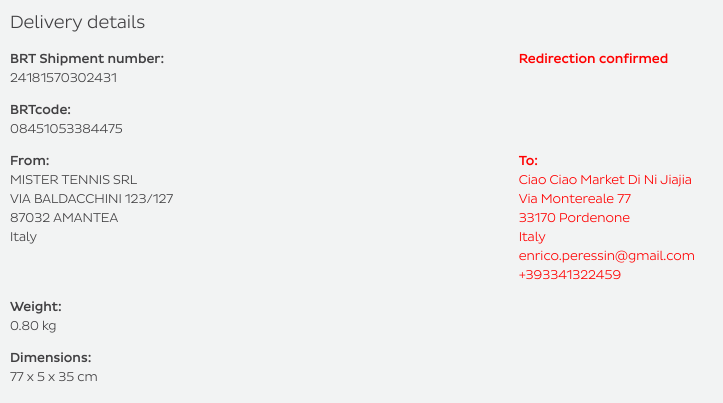 Delivery details
BRT Shipment number:
24181570302431
Redirection confirmed
BRTcode:
08451053384475
From:
MISTER TENNIS SRL
VIA BALDACCHINI 123/127
87032 AMANTEA
Italy
To:
Ciao Ciao Market Di Ni Jiajia
Via Montereale 77
33170 Pordenone
Italy
enrico.peressin@gmail.com
+393341322459
Weight:
0.80 kg
Dimensions:
77 x 5 x 35 cm